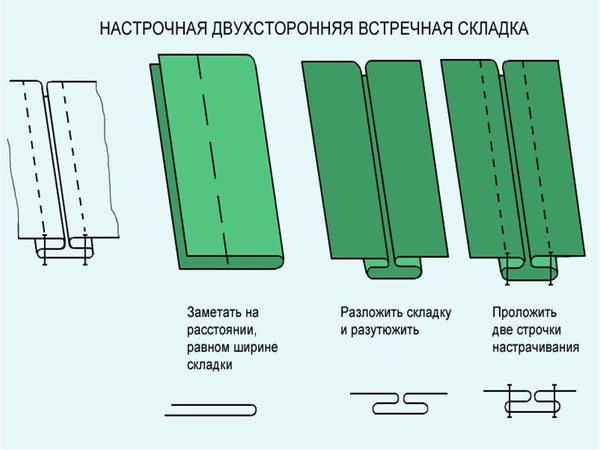 НАСТРОЧНАЯ ДВУХСТОРОННЯЯ ВСТРЕЧНАЯ СКЛАДКА
Заметать на
расстоянии,
равном ширине
складки
Разложить складку
и разутюжить
Проложить
две строчки
настрачивания